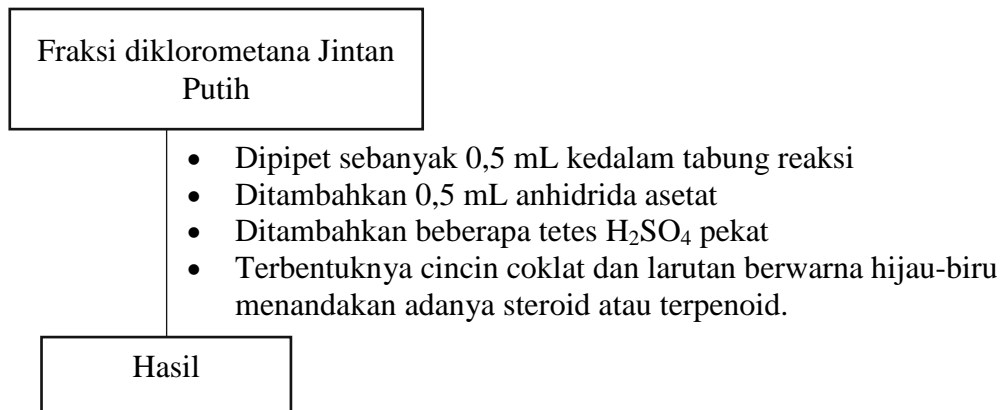 Fraksi diklorometana Jintan
Putih
• Dipipet sebanyak 0,5 mL kedalam tabung reaksi
• Ditambahkan 0,5 mL anhidrida asetat
• Ditambahkan beberapa tetes H₂SO₄ pekat
• Terbentuknya cincin coklat dan larutan berwarna hijau-biru
menandakan adanya steroid atau terpenoid.
Hasil